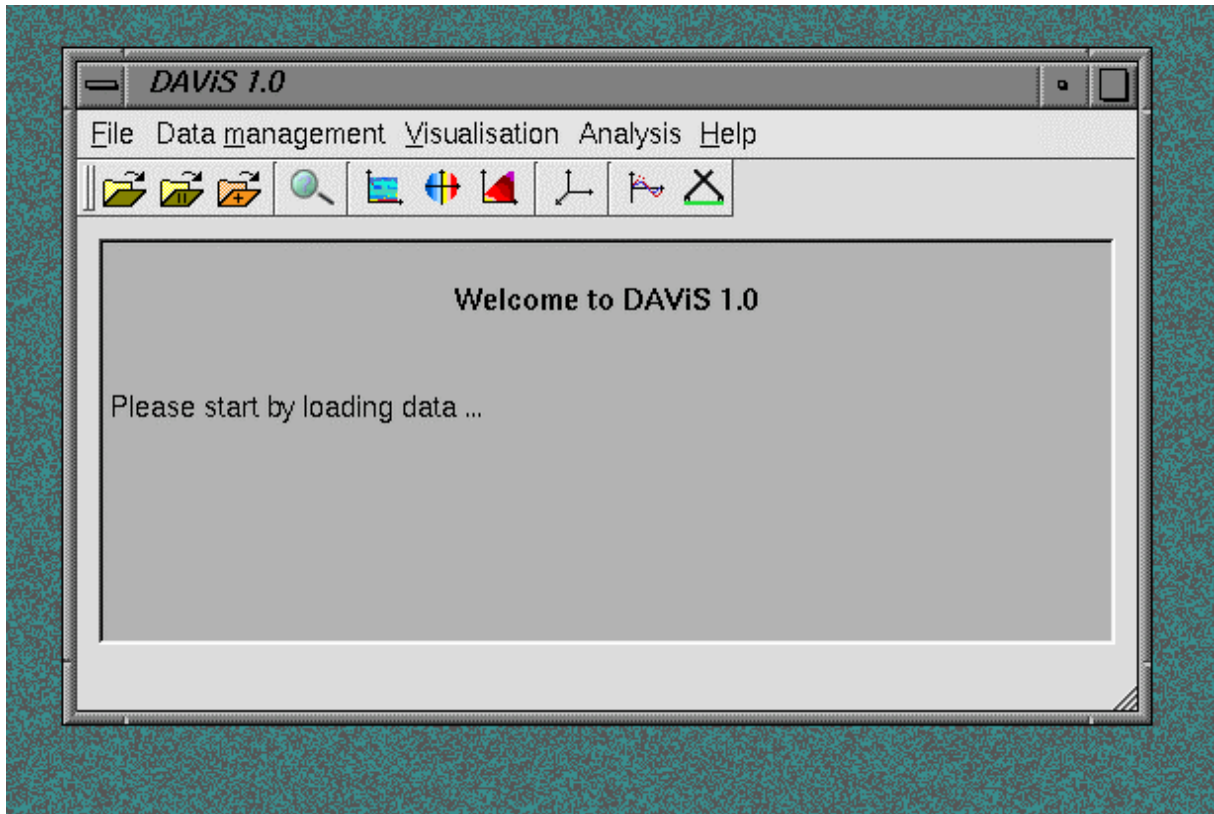 DAViS 1.0
File Data management Visualisation Analysis Help
Welcome to DAViS 1.0
Please start by loading data ...